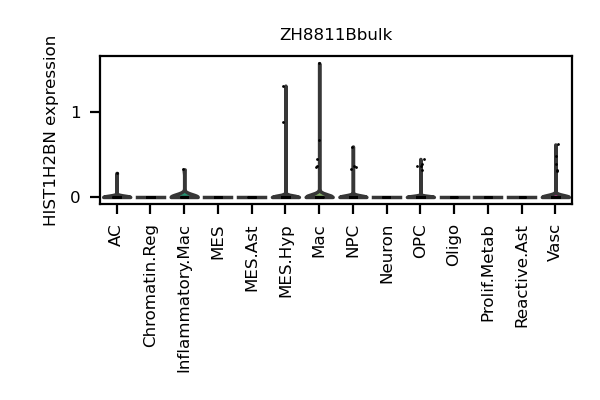 ZH8811Bbulk
HIST1H2BN expression
1
0
AC
Chromatin.Reg
Inflammatory.Mac
MES
MES.Ast
MES.Hyp
Mac
NPC
Neuron
OPC
Oligo
Prolif.Metab
Reactive.Ast
Vasc